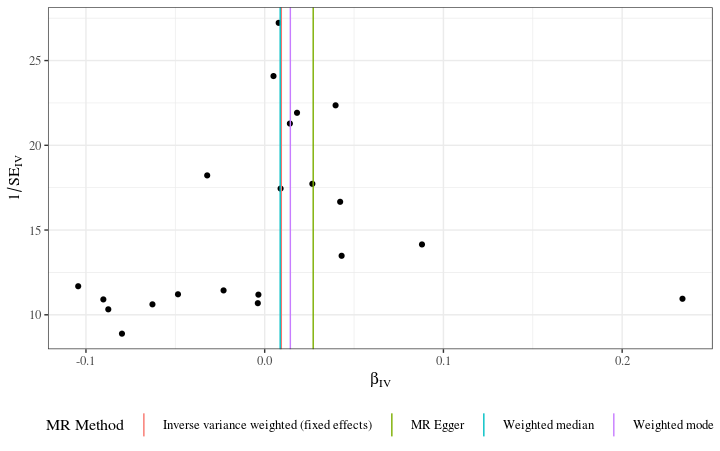 25
20
15
10
1/SE_IV
-0.1 0.0 0.1 0.2
β_IV
MR Method Inverse variance weighted (fixed effects) MR Egger Weighted median Weighted mode